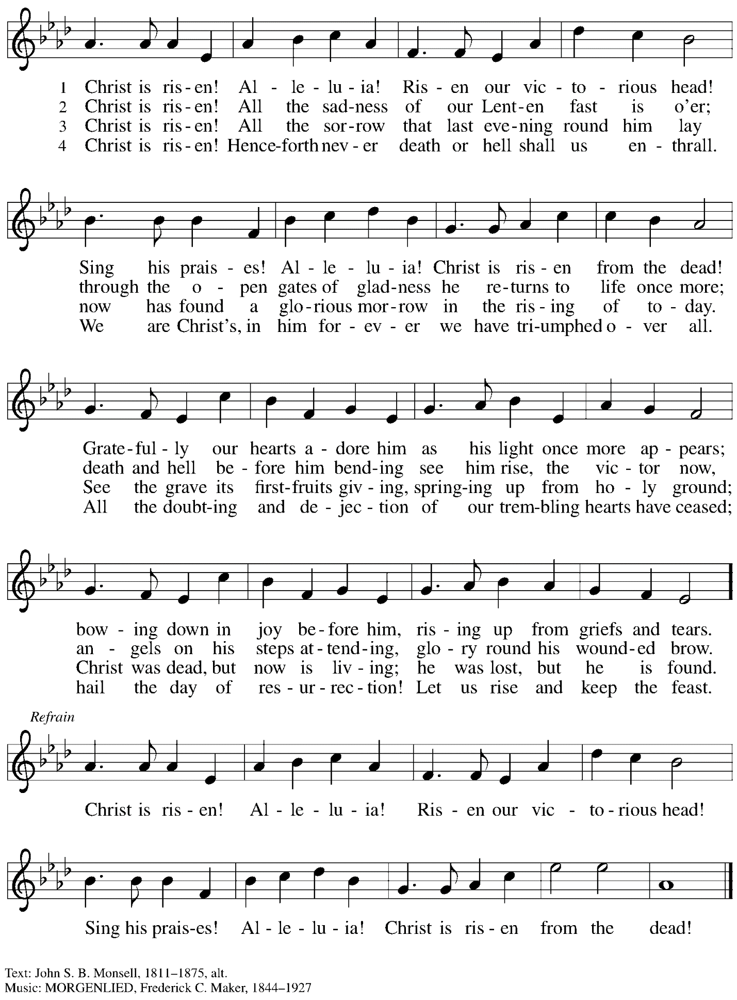 1 Christ is ris - en! Al - le - lu - ia! Ris - en our vic - to - rious head!
2 Christ is ris - en! All the sad - ness of our Lent - en fast is o'er;
3 Christ is ris - en! All the sor - row that last eve - ning round him lay
4 Christ is ris - en! Hence - forth nev - er death or hell shall us en - thrall.
Sing his prais - es! Al - le - lu - ia! Christ is ris - en from the dead!
through the o - pen gates of glad - ness he re - turns to life once more;
now has found a glo - rious mor - row in the ris - ing of to - day.
We are Christ's, in him for - ev - er we have tri - umphed o - ver all.
Grate - ful - ly our hearts a - dore him as his light once more ap - pears;
death and hell be - fore him bend - ing see him rise, the vic - tor now,
See the grave its first - fruits giv - ing, spring - ing up from ho - ly ground;
All the doubt - ing and de - jec - tion of our trem - bling hearts have ceased;
bow - ing down in joy be - fore him, ris - ing up from griefs and tears.
an - gels on his steps at - tend - ing, glo - ry round his wound - ed brow.
Christ was dead, but now is liv - ing; he was lost, but he is found.
hail the day of res - ur - rec - tion! Let us rise and keep the feast.
Refrain
Christ is ris - en! Al - le - lu - ia! Ris - en our vic - to - rious head!
Sing his prais - es! Al - le - lu - ia! Christ is ris - en from the dead!
Text: John S. B. Monsell, 1811–1875, alt.
Music: MORGENLIED, Frederick C. Maker, 1844–1927